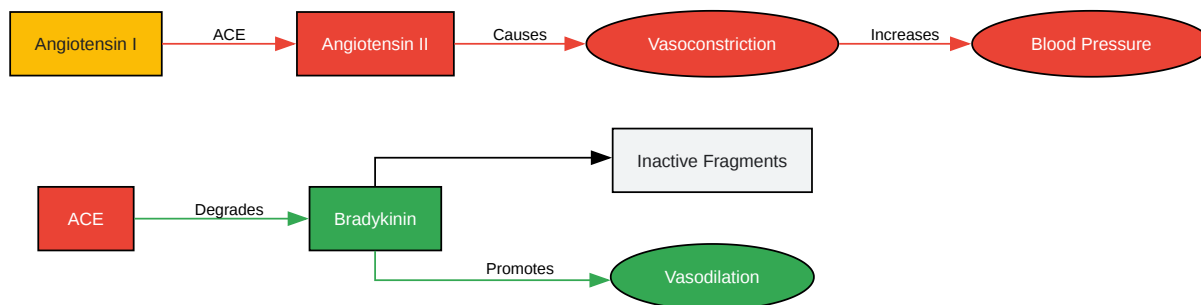 Angiotensin I
ACE
Angiotensin II
Causes
Vasoconstriction
Increases
Blood Pressure
Inactive Fragments
ACE
Degrades
Bradykinin
Promotes
Vasodilation